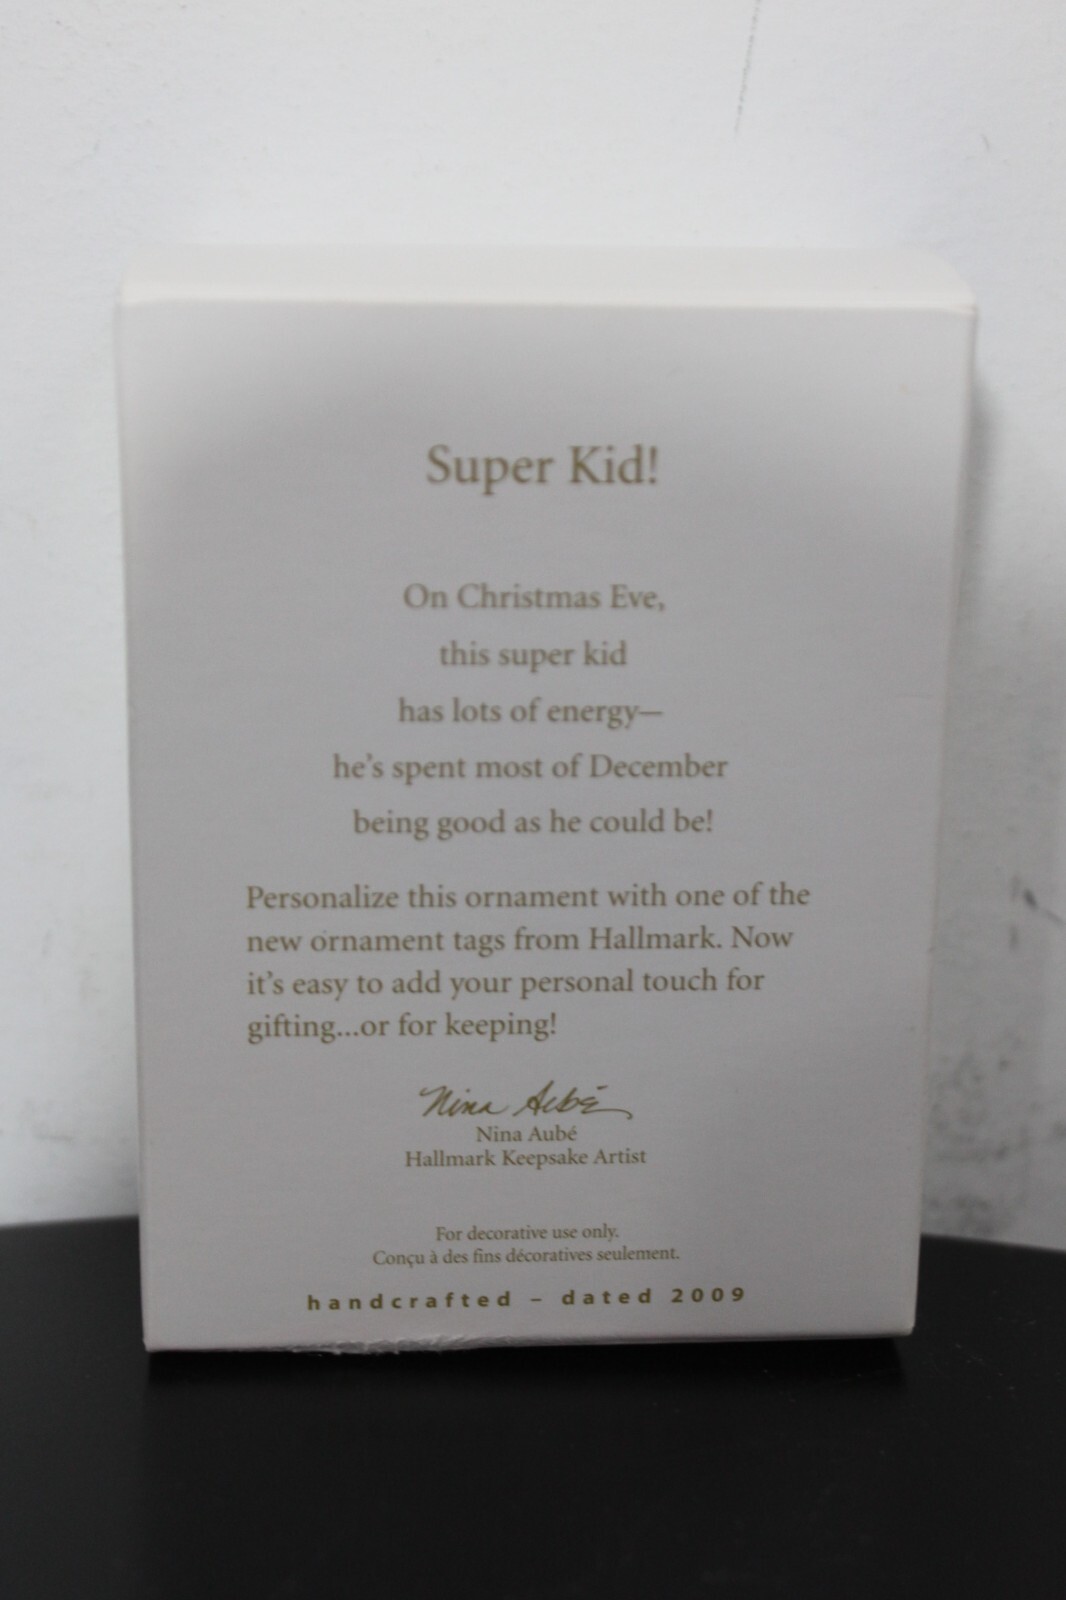 Super Kid!
On Christmas Eve,
this super kid
has lots of energy—
he's spent most of December
being good as he could be!
Personalize this ornament with one of the
new ornament tags from Hallmark. Now
it's easy to add your personal touch for
gifting...or for keeping!
Nina Aubé
Nina Aubé
Hallmark Keepsake Artist
For decorative use only.
Conçu à des fins décoratives seulement.
handcrafted – dated 2009